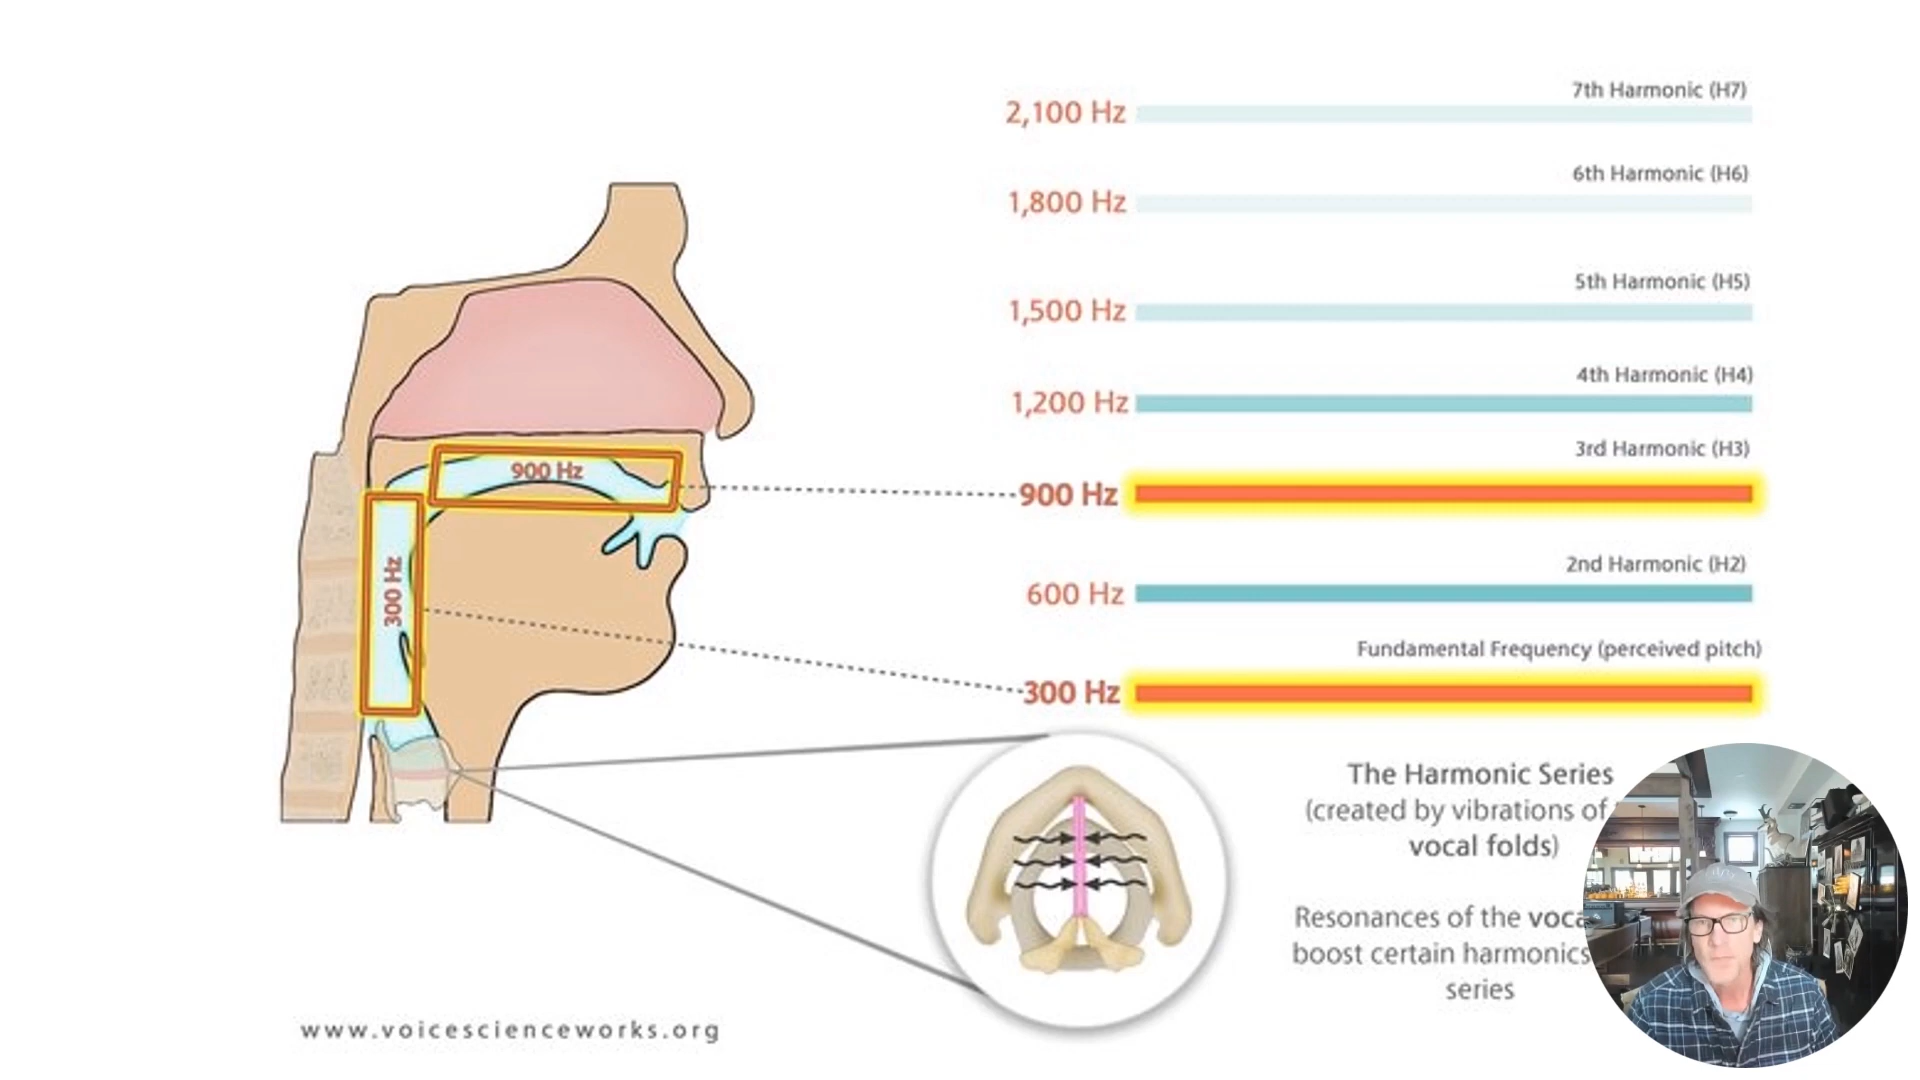 7th Harmonic (H7)
2,100 Hz
6th Harmonic (H6)
1,800 Hz
5th Harmonic (H5)
1,500 Hz
4th Harmonic (H4)
1,200 Hz
3rd Harmonic (H3)
900 Hz
900 Hz
2nd Harmonic (H2)
600 Hz
300 Hz
Fundamental Frequency (perceived pitch)
300 Hz
The Harmonic Series
(created by vibrations of
vocal folds)
Resonances of the
boost certain harmonics
series
www.voicescienceworks.org